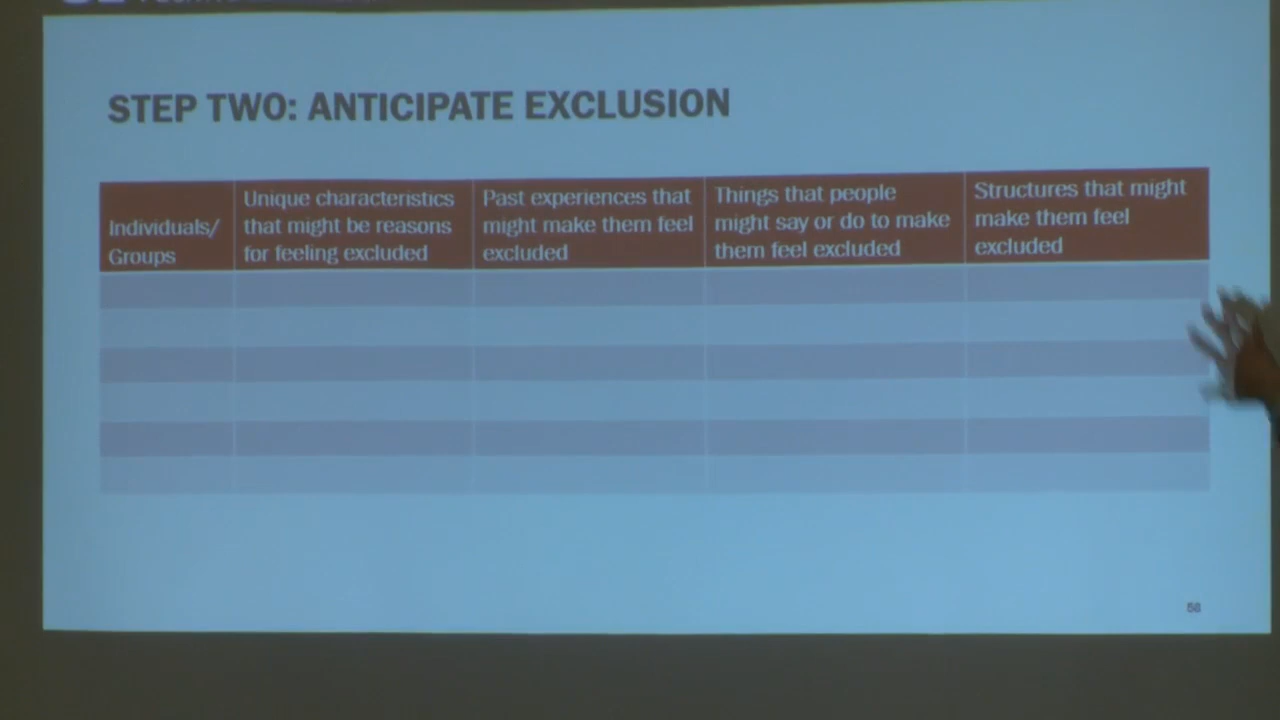 STEP TWO: ANTICIPATE EXCLUSION
Individuals/
Groups
Unique characteristics
that might be reasons
for feeling excluded
Past experiences that
might make them feel
excluded
Things that people
might say or do to make
them feel excluded
Structures that might
make them feel
excluded